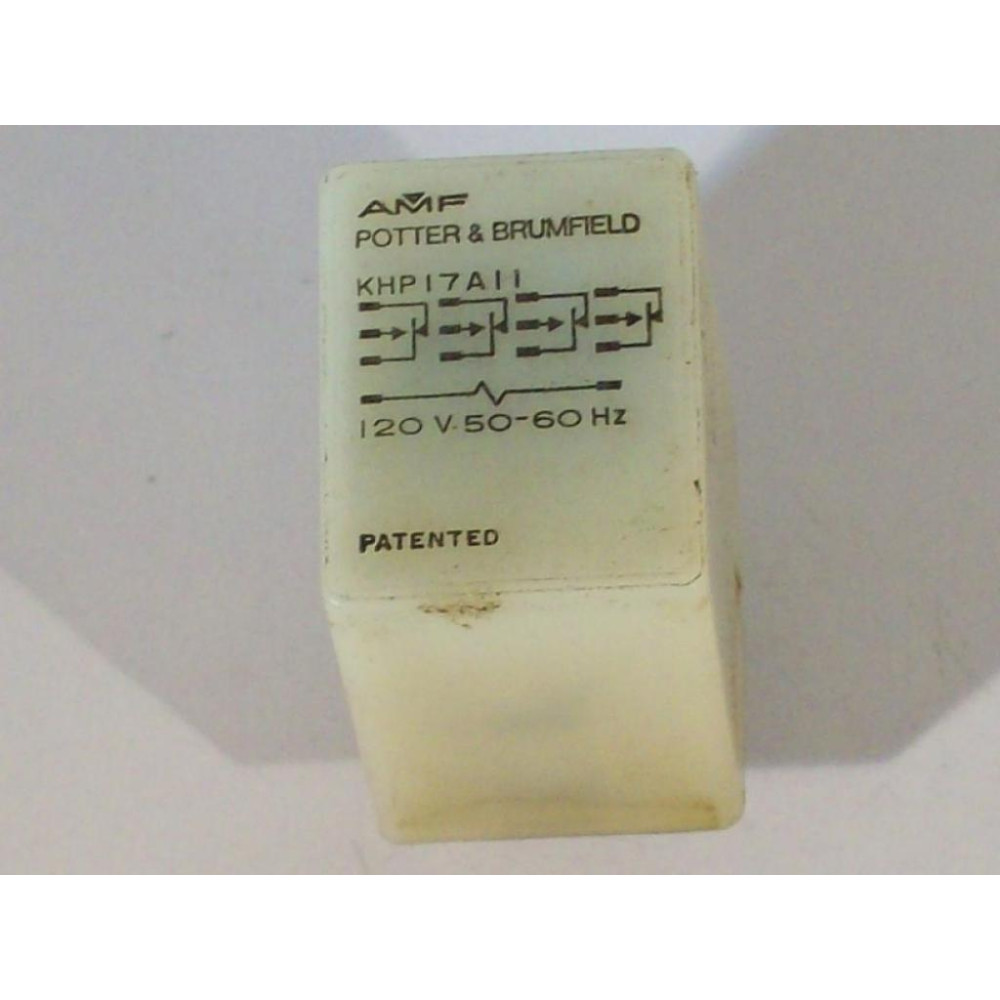 AMF
POTTER & BRUMFIELD
KHP17A11
120 V. 50-60 Hz
PATENTED